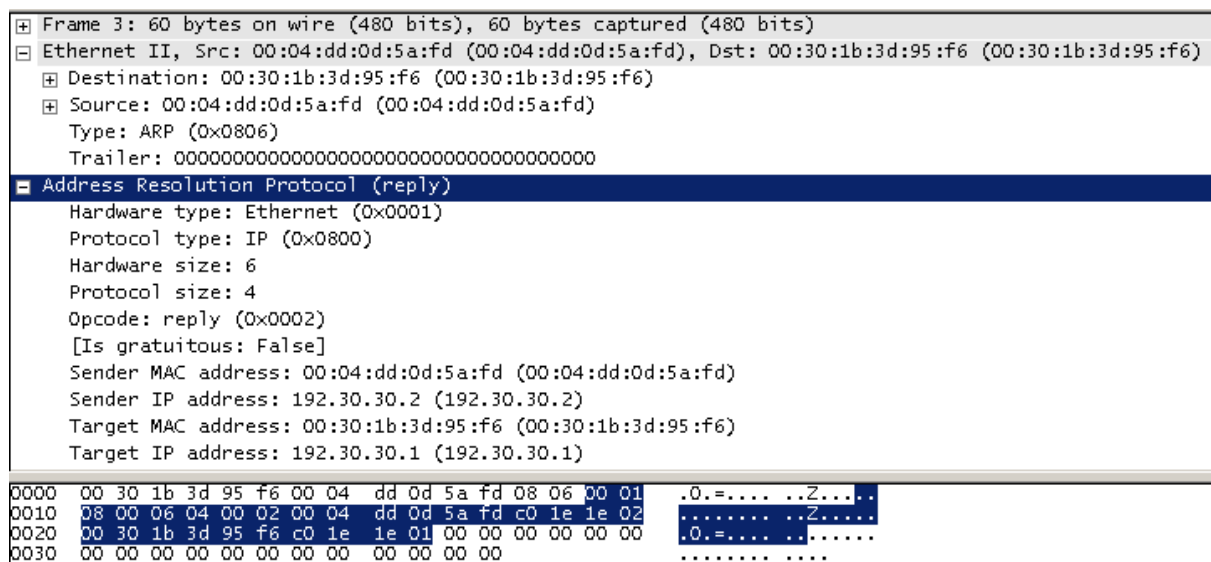 Frame 3: 60 bytes on wire (480 bits), 60 bytes captured (480 bits)
Ethernet II, Src: 00:04:dd:0d:5a:fd (00:04:dd:0d:5a:fd), Dst: 00:30:1b:3d:95:f6 (00:30:1b:3d:95:f6)
Destination: 00:30:1b:3d:95:f6 (00:30:1b:3d:95:f6)
Source: 00:04:dd:0d:5a:fd (00:04:dd:0d:5a:fd)
Type: ARP (0x0806)
Trailer: 000000000000000000000000000000000000
Address Resolution Protocol (reply)
Hardware type: Ethernet (0x0001)
Protocol type: IP (0x0800)
Hardware size: 6
Protocol size: 4
Opcode: reply (0x0002)
[Is gratuitous: False]
Sender MAC address: 00:04:dd:0d:5a:fd (00:04:dd:0d:5a:fd)
Sender IP address: 192.30.30.2 (192.30.30.2)
Target MAC address: 00:30:1b:3d:95:f6 (00:30:1b:3d:95:f6)
Target IP address: 192.30.30.1 (192.30.30.1)
0000 00 30 1b 3d 95 f6 00 04 dd 0d 5a fd 08 06 00 01 .0.=.... ..Z.....
0010 08 00 06 04 00 02 00 04 dd 0d 5a fd c0 1e 1e 02 ........ ..Z.....
0020 00 30 1b 3d 95 f6 c0 1e 1e 01 00 00 00 00 00 00 .0.=.... ........
0030 00 00 00 00 00 00 00 00 00 00 00 00 ........ ....